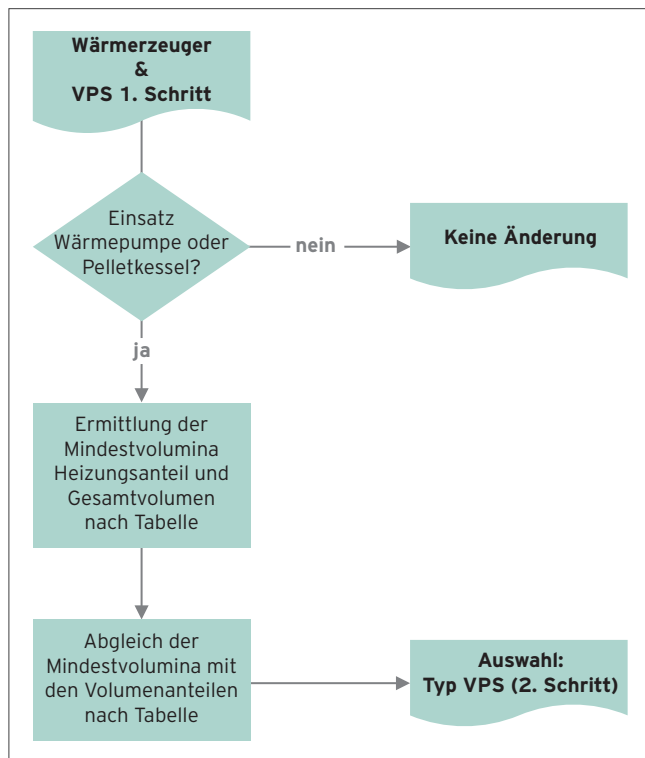 Wärmerzeuger
&
VPS 1. Schritt
Einsatz
Wärmepumpe oder
Pelletkessel?
nein
Keine Änderung
ja
Ermittlung der
Mindestvolumina
Heizungsanteil und
Gesamtvolumen
nach Tabelle
Abgleich der
Mindestvolumina mit
den Volumenanteilen
nach Tabelle
Auswahl:
Typ VPS (2. Schritt)